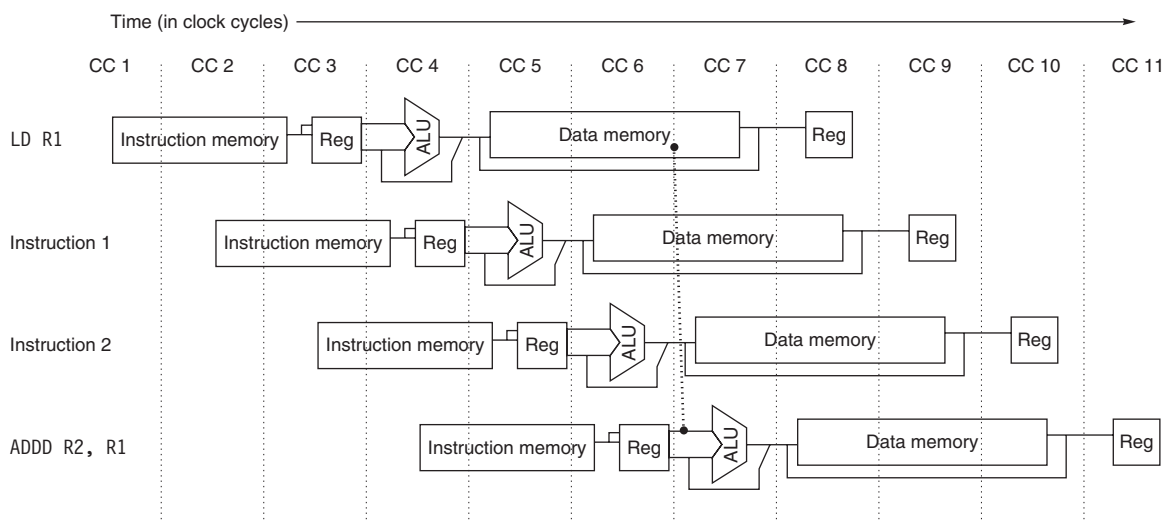 Time (in clock cycles)
CC 1 CC 2 CC 3 CC 4 CC 5 CC 6 CC 7 CC 8 CC 9 CC 10 CC 11
LD R1 Instruction memory Reg ALU Data memory Reg
Instruction 1 Instruction memory Reg ALU Data memory Reg
Instruction 2 Instruction memory Reg ALU Data memory Reg
ADDD R2, R1 Instruction memory Reg ALU Data memory Reg